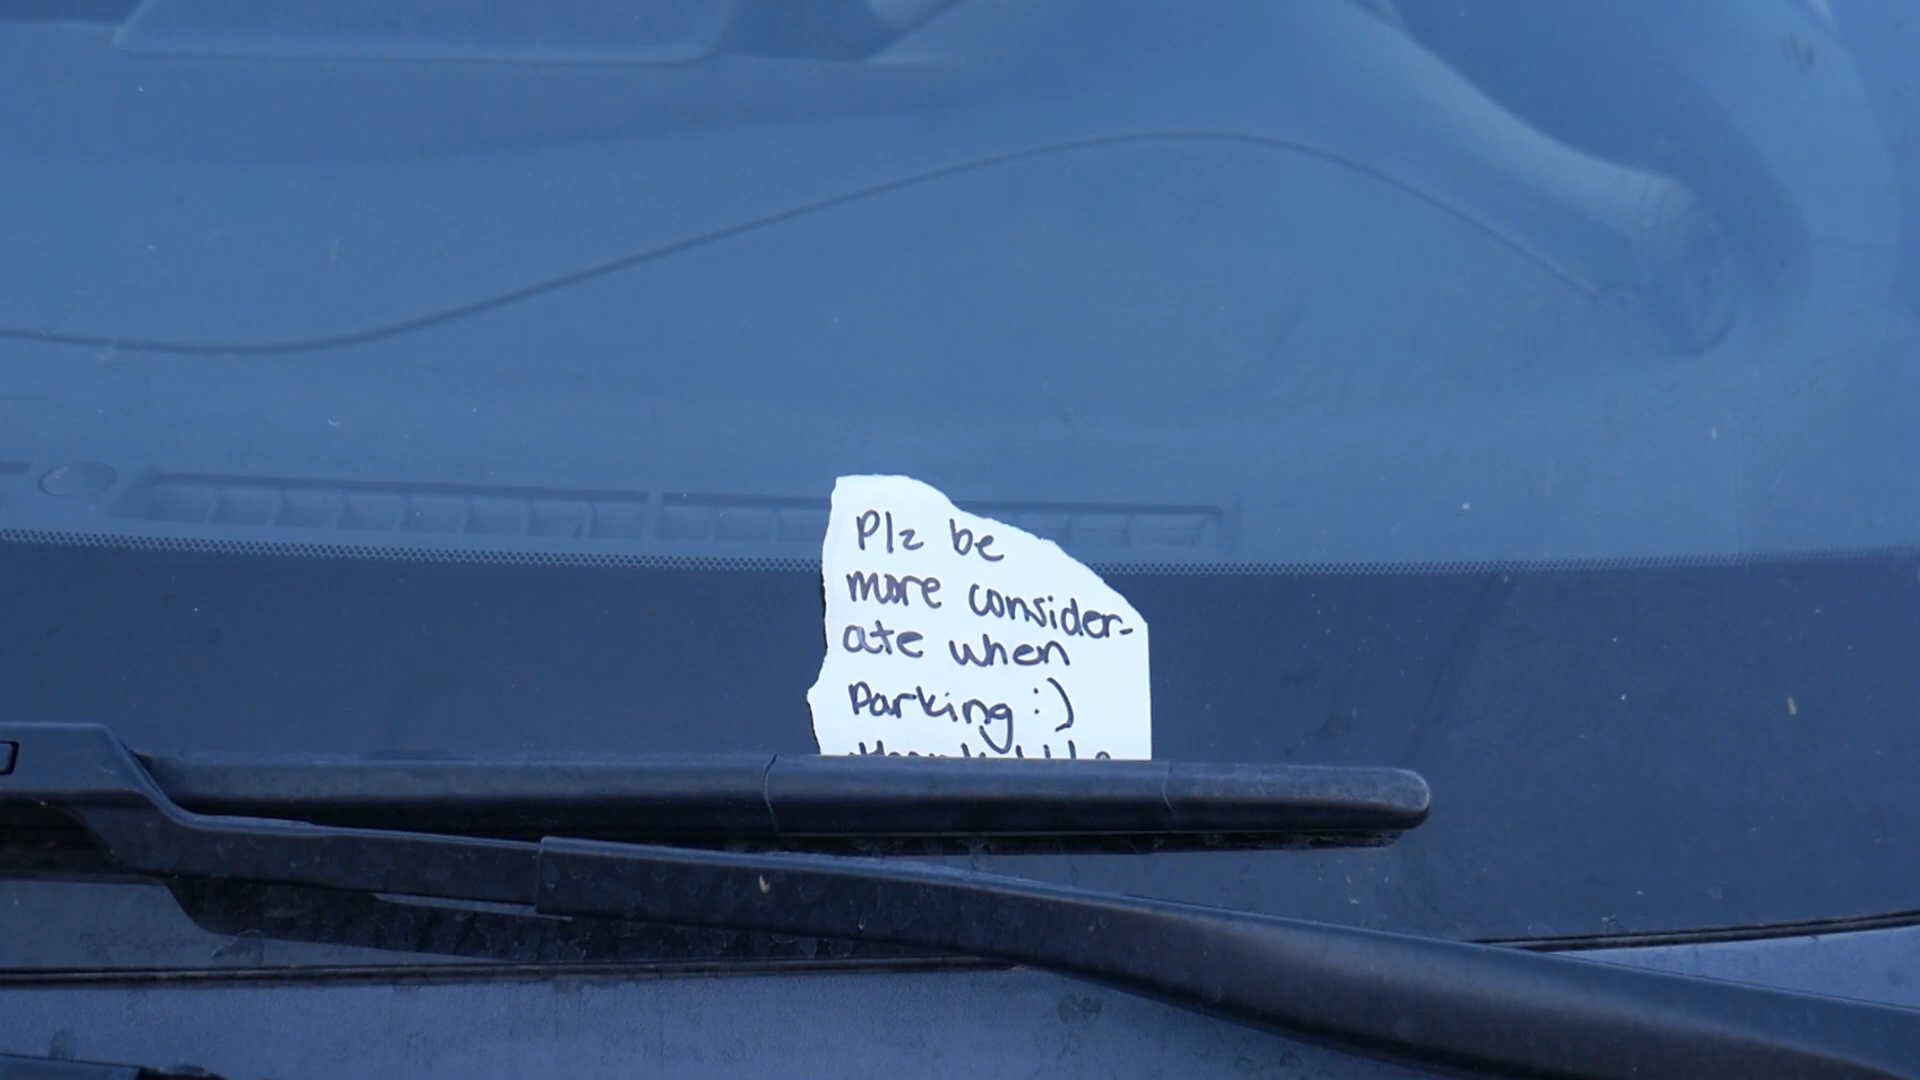 Plz be
more consider-
ate when
parking :)